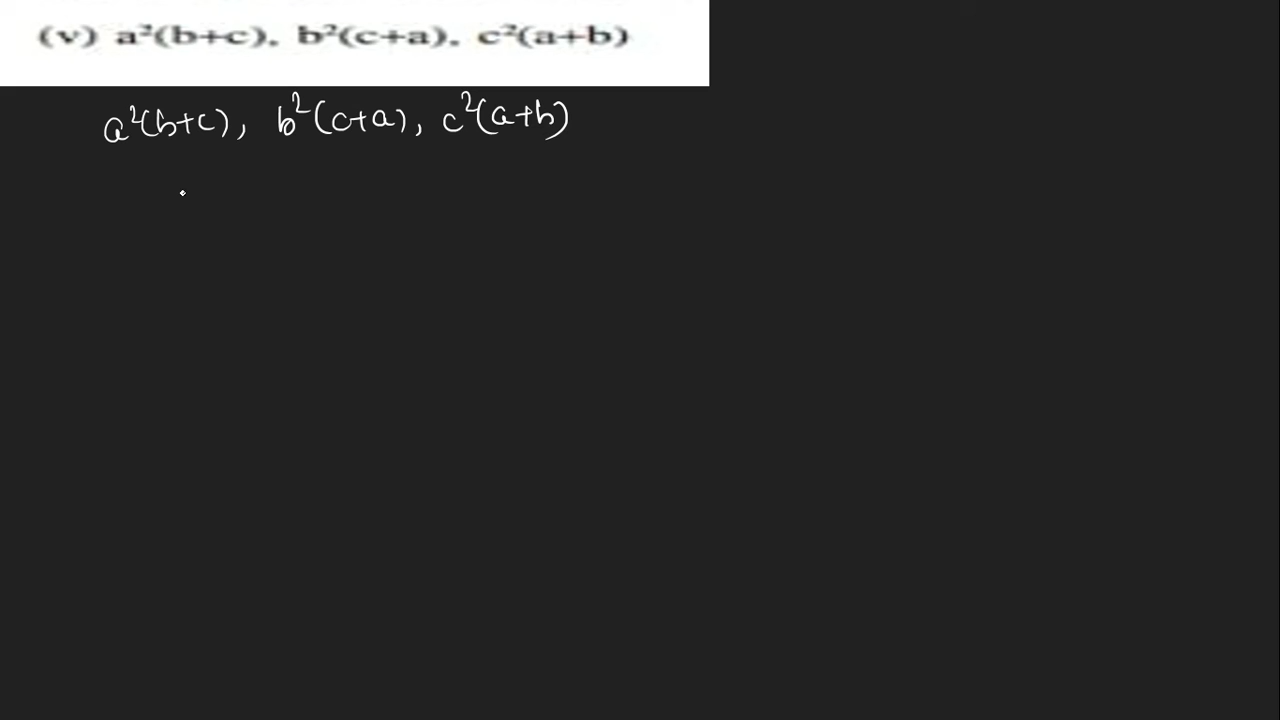 (v) a²(b+c), b²(c+a), c²(a+b)
a²(b+c), b²(c+a), c²(a+b)